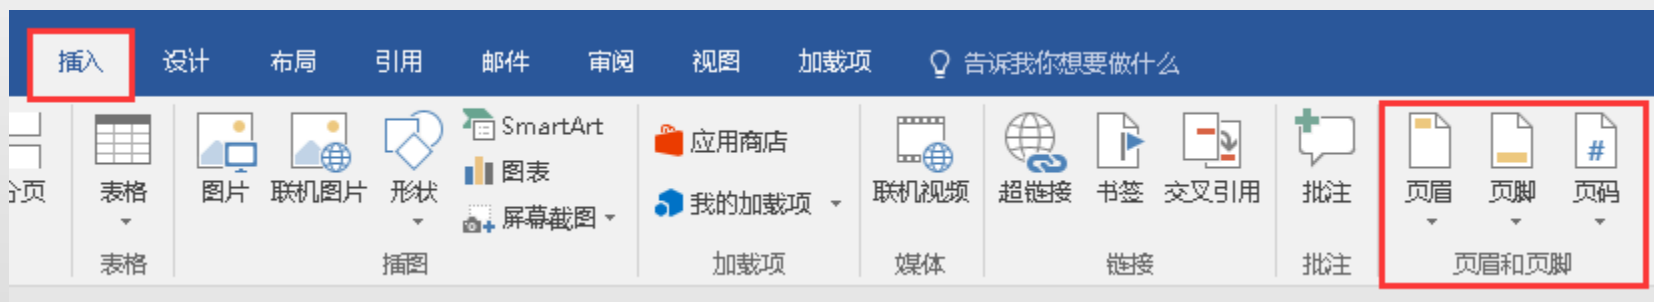 插入 设计 布局 引用 邮件 审阅 视图 加载项 告诉我你想要做什么
SmartArt
图表
屏幕截图
应用商店
我的加载项
页 表格 图片 联机图片 形状 联机视频 超链接 书签 交叉引用 批注 页眉 页脚 # 页码
表格 插图 加载项 媒体 链接 批注 页眉和页脚